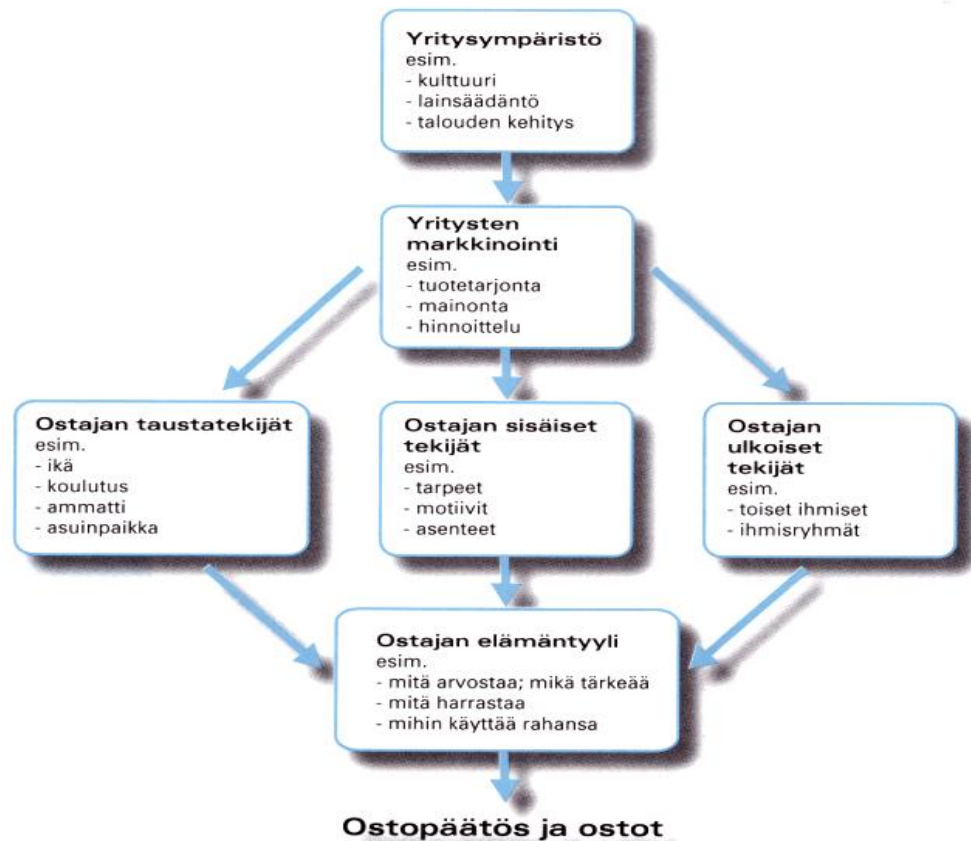 Yritysympäristö
esim.
- kulttuuri
- lainsäädäntö
- talouden kehitys
Yritysten
markkinointi
esim.
- tuotetarjonta
- mainonta
- hinnoittelu
Ostajan taustatekijät
esim.
- ikä
- koulutus
- ammatti
- asuinpaikka
Ostajan sisäiset
tekijät
esim.
- tarpeet
- motiivit
- asenteet
Ostajan
ulkoiset
tekijät
esim.
- toiset ihmiset
- ihmisryhmät
Ostajan elämäntyyli
esim.
- mitä arvostaa; mikä tärkeää
- mitä harrastaa
- mihin käyttää rahansa
Ostopäätös ja ostot